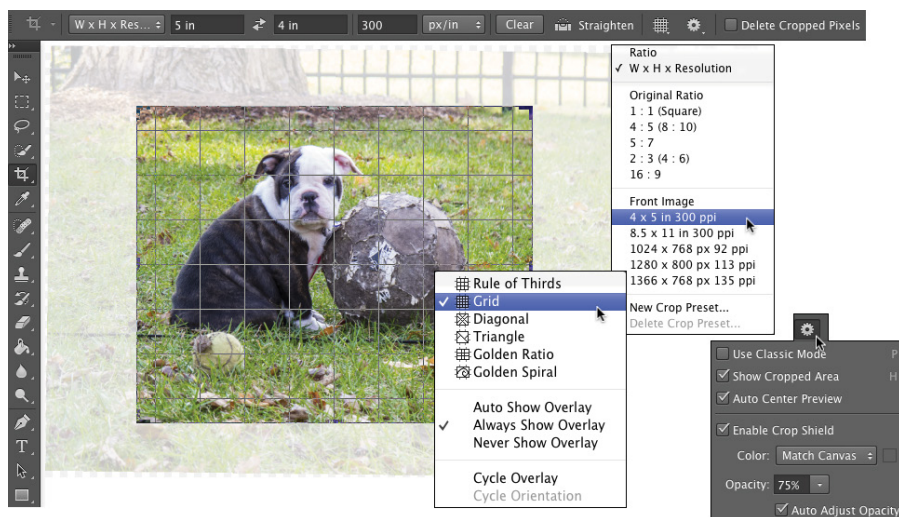 W x H x Res... 5 in 4 in 300 px/in Clear Straighten Delete Cropped Pixels
Ratio
W x H x Resolution
Original Ratio
1 : 1 (Square)
4 : 5 (8 : 10)
5 : 7
2 : 3 (4 : 6)
16 : 9
Front Image
4 x 5 in 300 ppi
8.5 x 11 in 300 ppi
1024 x 768 px 92 ppi
1280 x 800 px 113 ppi
1366 x 768 px 135 ppi
New Crop Preset...
Delete Crop Preset...
Rule of Thirds
Grid
Diagonal
Triangle
Golden Ratio
Golden Spiral
Auto Show Overlay
Always Show Overlay
Never Show Overlay
Cycle Overlay
Cycle Orientation
Use Classic Mode P
Show Cropped Area H
Auto Center Preview
Enable Crop Shield
Color: Match Canvas
Opacity: 75%
Auto Adjust Opacity
T